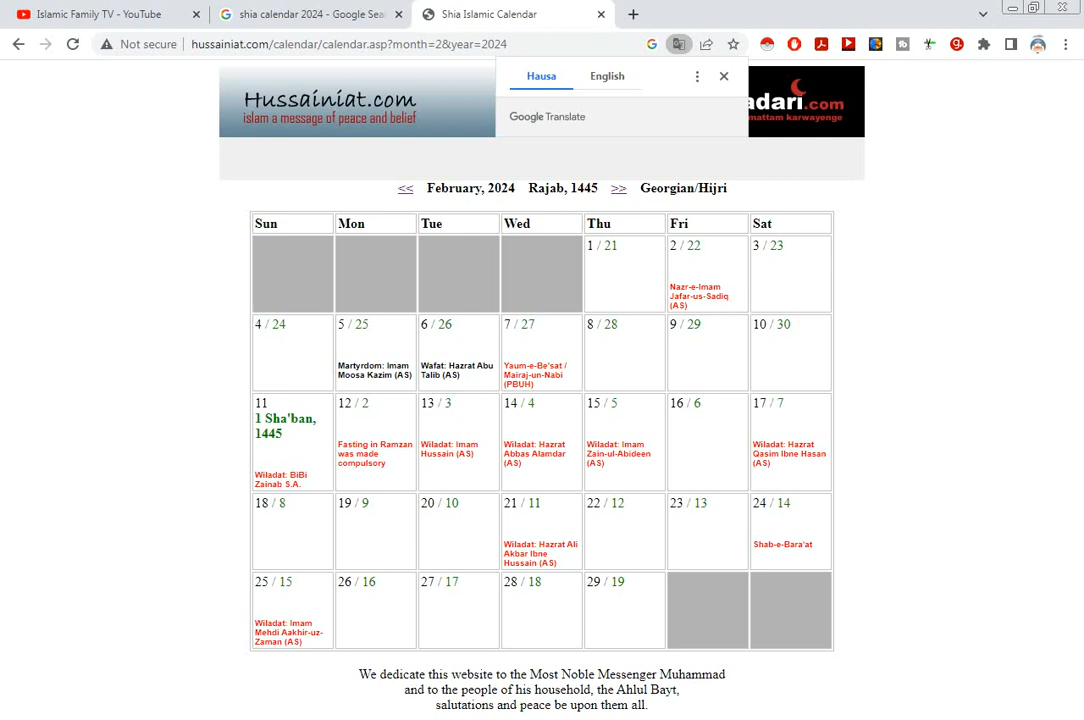 Islamic Family TV - YouTube
shia calendar 2024 - Google Sea
Shia Islamic Calendar
Not secure
hussainiat.com/calendar/calendar.asp?month=2&year=2024
Hausa English
Google Translate
Hussainiat.com
islam a message of peace and belief
adari.com
mattam karwayenge
<< February, 2024 Rajab, 1445 >> Georgian/Hijri
Sun Mon Tue Wed Thu Fri Sat
1 / 21
2 / 22
Nazr-e-Imam
Jafar-us-Sadiq
(AS)
3 / 23
4 / 24
5 / 25
Martyrdom: Imam
Moosa Kazim (AS)
6 / 26
Wafat: Hazrat Abu
Talib (AS)
7 / 27
Yaum-e-Be'sat /
Mairaj-un-Nabi
(PBUH)
8 / 28
9 / 29
10 / 30
11
1 Sha'ban,
1445
Wiladat: BiBi
Zainab S.A.
12 / 2
Fasting in Ramzan
was made
compulsory
13 / 3
Wiladat: Imam
Hussain (AS)
14 / 4
Wiladat: Hazrat
Abbas Alamdar
(AS)
15 / 5
Wiladat: Imam
Zain-ul-Abideen
(AS)
16 / 6
17 / 7
Wiladat: Hazrat
Qasim Ibne Hasan
(AS)
18 / 8
19 / 9
20 / 10
21 / 11
Wiladat: Hazrat Ali
Akbar Ibne
Hussain (AS)
22 / 12
23 / 13
24 / 14
Shab-e-Bara'at
25 / 15
Wiladat: Imam
Mehdi Aakhir-uz-
Zaman (AS)
26 / 16
27 / 17
28 / 18
29 / 19
We dedicate this website to the Most Noble Messenger Muhammad
and to the people of his household, the Ahlul Bayt,
salutations and peace be upon them all.